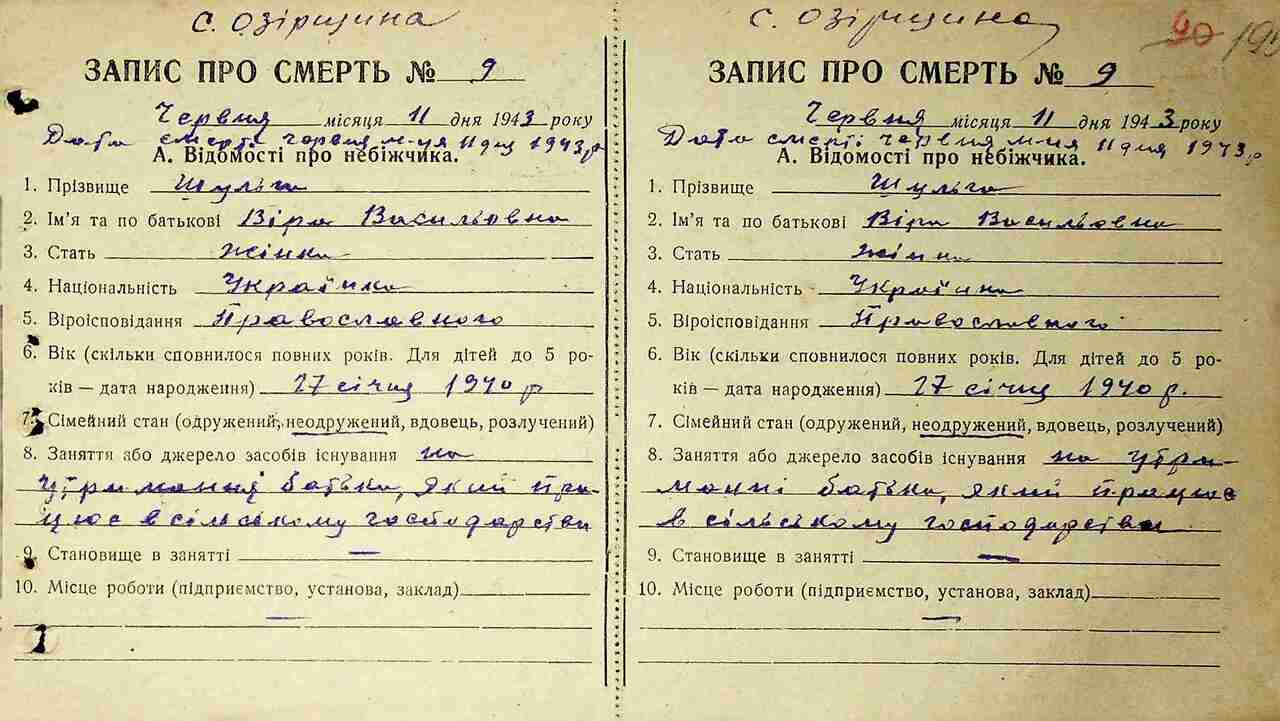 с. Озірщина
ЗАПИС ПРО СМЕРТЬ № 9
Червня місяця 11 дня 1943 року
Дата смерті червня м-ця 11 дня 1943 р
А. Відомості про небіжчика.
1. Прізвище Шульга
2. Ім'я та по батькові Віра Васильовна
3. Стать жінка
4. Національність Українка
5. Віроісповідання Православного
6. Вік (скільки сповнилося повних років. Для дітей до 5 ро-
ків — дата народження) 27 січня 1940 р
7. Сімейний стан (одружений, неодружений, вдовець, розлучений)
8. Заняття або джерело засобів існування на
утримання батька, який пра-
цює в сільському господарстви
9. Становище в занятті —
10. Місце роботи (підприємство, установа, заклад)
—
с. Озірщина
90
ЗАПИС ПРО СМЕРТЬ № 9
Червня місяця 11 дня 1943 року
Дата смерті червня м-ця 11 дня 1943 р
А. Відомості про небіжчика.
1. Прізвище Шульга
2. Ім'я та по батькові Віра Васильовна
3. Стать жінка
4. Національність Українка
5. Віроісповідання Православного
6. Вік (скільки сповнилося повних років. Для дітей до 5 ро-
ків — дата народження) 27 січня 1940 р.
7. Сімейний стан (одружений, неодружений, вдовець, розлучений)
8. Заняття або джерело засобів існування на утри-
манні батька, який працює
в сільському господарстви
9. Становище в занятті —
10. Місце роботи (підприємство, установа, заклад)
—